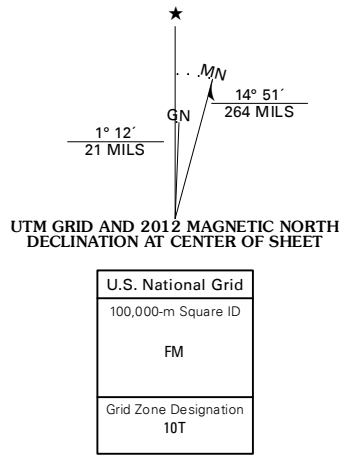 ★
MN
GN
14° 51´
264 MILS
1° 12´
21 MILS
UTM GRID AND 2012 MAGNETIC NORTH
DECLINATION AT CENTER OF SHEET
U.S. National Grid
100,000-m Square ID
FM
Grid Zone Designation
10T